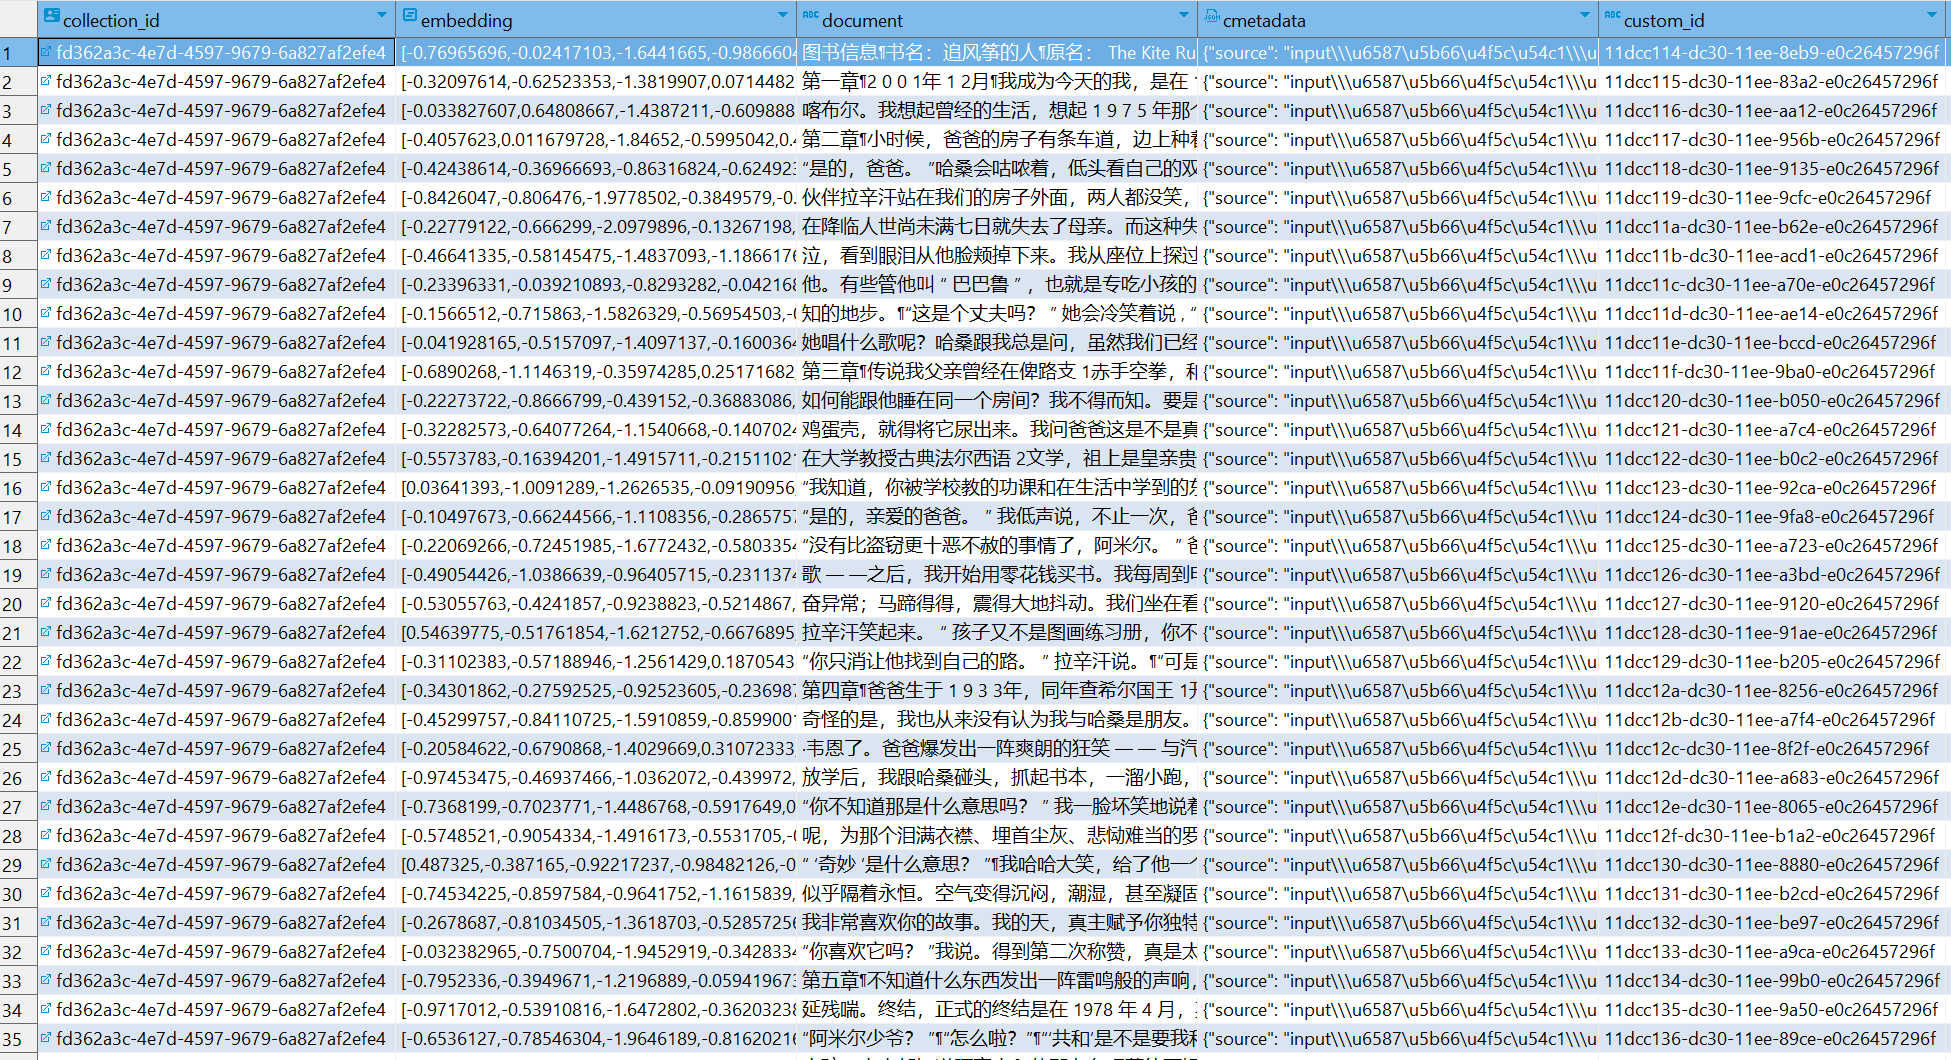 collection_id embedding document cmetadata custom_id
1 fd362a3c-4e7d-4597-9679-6a827af2efe4 [-0.76965696,-0.02417103,-1.6441665,-0.9866604 图书信息¶书名：追风筝的人¶原名： The Kite Ru {"source": "input\\\u6587\u5b66\u4f5c\u54c1\\\u 11dcc114-dc30-11ee-8eb9-e0c26457296f
2 fd362a3c-4e7d-4597-9679-6a827af2efe4 [-0.32097614,-0.62523353,-1.3819907,0.0714482 第一章¶2 0 0 1年 1 2月¶我成为今天的我，是在 {"source": "input\\\u6587\u5b66\u4f5c\u54c1\\\u 11dcc115-dc30-11ee-83a2-e0c26457296f
3 fd362a3c-4e7d-4597-9679-6a827af2efe4 [-0.033827607,0.64808667,-1.4387211,-0.609888 喀布尔。我想起曾经的生活，想起 1 9 7 5 年那个 {"source": "input\\\u6587\u5b66\u4f5c\u54c1\\\u 11dcc116-dc30-11ee-aa12-e0c26457296f
4 fd362a3c-4e7d-4597-9679-6a827af2efe4 [-0.4057623,0.011679728,-1.84652,-0.5995042,0.4 第二章¶小时候，爸爸的房子有条车道，边上种着 {"source": "input\\\u6587\u5b66\u4f5c\u54c1\\\u 11dcc117-dc30-11ee-956b-e0c26457296f
5 fd362a3c-4e7d-4597-9679-6a827af2efe4 [-0.42438614,-0.36966693,-0.86316824,-0.62492 “是的，爸爸。 ”哈桑会咕哝着，低头看自己的双 {"source": "input\\\u6587\u5b66\u4f5c\u54c1\\\u 11dcc118-dc30-11ee-9135-e0c26457296f
6 fd362a3c-4e7d-4597-9679-6a827af2efe4 [-0.8426047,-0.806476,-1.9778502,-0.3849579,-0. 伙伴拉辛汗站在我们的房子外面，两人都没笑， {"source": "input\\\u6587\u5b66\u4f5c\u54c1\\\u 11dcc119-dc30-11ee-9cfc-e0c26457296f
7 fd362a3c-4e7d-4597-9679-6a827af2efe4 [-0.22779122,-0.666299,-2.0979896,-0.13267198, 在降临人世尚未满七日就失去了母亲。而这种失 {"source": "input\\\u6587\u5b66\u4f5c\u54c1\\\u 11dcc11a-dc30-11ee-b62e-e0c26457296f
8 fd362a3c-4e7d-4597-9679-6a827af2efe4 [-0.46641335,-0.58145475,-1.4837093,-1.1866176 泣，看到眼泪从他脸颊掉下来。我从座位上探过 {"source": "input\\\u6587\u5b66\u4f5c\u54c1\\\u 11dcc11b-dc30-11ee-acd1-e0c26457296f
9 fd362a3c-4e7d-4597-9679-6a827af2efe4 [-0.23396331,-0.039210893,-0.8293282,-0.042168 他。有些管他叫 “ 巴巴鲁 ” ，也就是专吃小孩的 {"source": "input\\\u6587\u5b66\u4f5c\u54c1\\\u 11dcc11c-dc30-11ee-a70e-e0c26457296f
10 fd362a3c-4e7d-4597-9679-6a827af2efe4 [-0.1566512,-0.715863,-1.5826329,-0.56954503,-0 知的地步。¶“这是个丈夫吗？ ” 她会冷笑着说 , “ {"source": "input\\\u6587\u5b66\u4f5c\u54c1\\\u 11dcc11d-dc30-11ee-ae14-e0c26457296f
11 fd362a3c-4e7d-4597-9679-6a827af2efe4 [-0.041928165,-0.5157097,-1.4097137,-0.1600364 她唱什么歌呢？哈桑跟我总是问，虽然我们已经 {"source": "input\\\u6587\u5b66\u4f5c\u54c1\\\u 11dcc11e-dc30-11ee-bccd-e0c26457296f
12 fd362a3c-4e7d-4597-9679-6a827af2efe4 [-0.6890268,-1.1146319,-0.35974285,0.25171682 第三章¶传说我父亲曾经在俾路支 1赤手空拳，和 {"source": "input\\\u6587\u5b66\u4f5c\u54c1\\\u 11dcc11f-dc30-11ee-9ba0-e0c26457296f
13 fd362a3c-4e7d-4597-9679-6a827af2efe4 [-0.22273722,-0.8666799,-0.439152,-0.36883086, 如何能跟他睡在同一个房间？我不得而知。要是 {"source": "input\\\u6587\u5b66\u4f5c\u54c1\\\u 11dcc120-dc30-11ee-b050-e0c26457296f
14 fd362a3c-4e7d-4597-9679-6a827af2efe4 [-0.32282573,-0.64077264,-1.1540668,-0.1407024 鸡蛋壳，就得将它尿出来。我问爸爸这是不是真 {"source": "input\\\u6587\u5b66\u4f5c\u54c1\\\u 11dcc121-dc30-11ee-a7c4-e0c26457296f
15 fd362a3c-4e7d-4597-9679-6a827af2efe4 [-0.5573783,-0.16394201,-1.4915711,-0.21511021 在大学教授古典法尔西语 2文学，祖上是皇亲贵 {"source": "input\\\u6587\u5b66\u4f5c\u54c1\\\u 11dcc122-dc30-11ee-b0c2-e0c26457296f
16 fd362a3c-4e7d-4597-9679-6a827af2efe4 [0.03641393,-1.0091289,-1.2626535,-0.09190956, “我知道，你被学校教的功课和在生活中学到的东 {"source": "input\\\u6587\u5b66\u4f5c\u54c1\\\u 11dcc123-dc30-11ee-92ca-e0c26457296f
17 fd362a3c-4e7d-4597-9679-6a827af2efe4 [-0.10497673,-0.66244566,-1.1108356,-0.2865757 “是的，亲爱的爸爸。 ” 我低声说，不止一次，爸 {"source": "input\\\u6587\u5b66\u4f5c\u54c1\\\u 11dcc124-dc30-11ee-9fa8-e0c26457296f
18 fd362a3c-4e7d-4597-9679-6a827af2efe4 [-0.22069266,-0.72451985,-1.6772432,-0.5803354 “没有比盗窃更十恶不赦的事情了，阿米尔。 ” 爸 {"source": "input\\\u6587\u5b66\u4f5c\u54c1\\\u 11dcc125-dc30-11ee-a723-e0c26457296f
19 fd362a3c-4e7d-4597-9679-6a827af2efe4 [-0.49054426,-1.0386639,-0.96405715,-0.2311374 歌 — —之后，我开始用零花钱买书。我每周到 {"source": "input\\\u6587\u5b66\u4f5c\u54c1\\\u 11dcc126-dc30-11ee-a3bd-e0c26457296f
20 fd362a3c-4e7d-4597-9679-6a827af2efe4 [-0.53055763,-0.4241857,-0.9238823,-0.5214867, 奋异常；马蹄得得，震得大地抖动。我们坐在看 {"source": "input\\\u6587\u5b66\u4f5c\u54c1\\\u 11dcc127-dc30-11ee-9120-e0c26457296f
21 fd362a3c-4e7d-4597-9679-6a827af2efe4 [0.54639775,-0.51761854,-1.6212752,-0.6676895, 拉辛汗笑起来。 “ 孩子又不是图画练习册，你不 {"source": "input\\\u6587\u5b66\u4f5c\u54c1\\\u 11dcc128-dc30-11ee-91ae-e0c26457296f
22 fd362a3c-4e7d-4597-9679-6a827af2efe4 [-0.31102383,-0.57188946,-1.2561429,0.1870543 “你只消让他找到自己的路。 ” 拉辛汗说。¶“可是 {"source": "input\\\u6587\u5b66\u4f5c\u54c1\\\u 11dcc129-dc30-11ee-b205-e0c26457296f
23 fd362a3c-4e7d-4597-9679-6a827af2efe4 [-0.34301862,-0.27592525,-0.92523605,-0.23698 第四章¶爸爸生于 1 9 3 3年，同年查希尔国王 1 {"source": "input\\\u6587\u5b66\u4f5c\u54c1\\\u 11dcc12a-dc30-11ee-8256-e0c26457296f
24 fd362a3c-4e7d-4597-9679-6a827af2efe4 [-0.45299757,-0.84110725,-1.5910859,-0.859900 奇怪的是，我也从来没有认为我与哈桑是朋友。 {"source": "input\\\u6587\u5b66\u4f5c\u54c1\\\u 11dcc12b-dc30-11ee-a7f4-e0c26457296f
25 fd362a3c-4e7d-4597-9679-6a827af2efe4 [-0.20584622,-0.6790868,-1.4029669,0.31072333 ·韦恩了。爸爸爆发出一阵爽朗的狂笑 — — 与汽 {"source": "input\\\u6587\u5b66\u4f5c\u54c1\\\u 11dcc12c-dc30-11ee-8f2f-e0c26457296f
26 fd362a3c-4e7d-4597-9679-6a827af2efe4 [-0.97453475,-0.46937466,-1.0362072,-0.439972, 放学后，我跟哈桑碰头，抓起书本，一溜小跑， {"source": "input\\\u6587\u5b66\u4f5c\u54c1\\\u 11dcc12d-dc30-11ee-a683-e0c26457296f
27 fd362a3c-4e7d-4597-9679-6a827af2efe4 [-0.7368199,-0.7023771,-1.4486768,-0.5917649,0 “你不知道那是什么意思吗？ ” 我一脸坏笑地说着 {"source": "input\\\u6587\u5b66\u4f5c\u54c1\\\u 11dcc12e-dc30-11ee-8065-e0c26457296f
28 fd362a3c-4e7d-4597-9679-6a827af2efe4 [-0.5748521,-0.9054334,-1.4916173,-0.5531705,-0 呢，为那个泪满衣襟、埋首尘灰、悲恸难当的罗 {"source": "input\\\u6587\u5b66\u4f5c\u54c1\\\u 11dcc12f-dc30-11ee-b1a2-e0c26457296f
29 fd362a3c-4e7d-4597-9679-6a827af2efe4 [0.487325,-0.387165,-0.92217237,-0.98482126,-0 “ ‘奇妙 ’是什么意思？ ”¶我哈哈大笑，给了他一个 {"source": "input\\\u6587\u5b66\u4f5c\u54c1\\\u 11dcc130-dc30-11ee-8880-e0c26457296f
30 fd362a3c-4e7d-4597-9679-6a827af2efe4 [-0.74534225,-0.8597584,-0.9641752,-1.1615839, 似乎隔着永恒。空气变得沉闷，潮湿，甚至凝固 {"source": "input\\\u6587\u5b66\u4f5c\u54c1\\\u 11dcc131-dc30-11ee-b2cd-e0c26457296f
31 fd362a3c-4e7d-4597-9679-6a827af2efe4 [-0.2678687,-0.81034505,-1.3618703,-0.52857256 我非常喜欢你的故事。我的天，真主赋予你独特 {"source": "input\\\u6587\u5b66\u4f5c\u54c1\\\u 11dcc132-dc30-11ee-be97-e0c26457296f
32 fd362a3c-4e7d-4597-9679-6a827af2efe4 [-0.032382965,-0.7500704,-1.9452919,-0.3428334 “你喜欢它吗？ ”我说。得到第二次称赞，真是太 {"source": "input\\\u6587\u5b66\u4f5c\u54c1\\\u 11dcc133-dc30-11ee-a9ca-e0c26457296f
33 fd362a3c-4e7d-4597-9679-6a827af2efe4 [-0.7952336,-0.3949671,-1.2196889,-0.059419673 第五章¶不知道什么东西发出一阵雷鸣般的声响， {"source": "input\\\u6587\u5b66\u4f5c\u54c1\\\u 11dcc134-dc30-11ee-99b0-e0c26457296f
34 fd362a3c-4e7d-4597-9679-6a827af2efe4 [-0.9717012,-0.53910816,-1.6472802,-0.36203238 延残喘。终结，正式的终结是在 1978 年 4 月， {"source": "input\\\u6587\u5b66\u4f5c\u54c1\\\u 11dcc135-dc30-11ee-9a50-e0c26457296f
35 fd362a3c-4e7d-4597-9679-6a827af2efe4 [-0.6536127,-0.78546304,-1.9646189,-0.81620216 “阿米尔少爷？ ”¶“怎么啦？”¶“‘共和’是不是要我和 {"source": "input\\\u6587\u5b66\u4f5c\u54c1\\\u 11dcc136-dc30-11ee-89ce-e0c26457296f